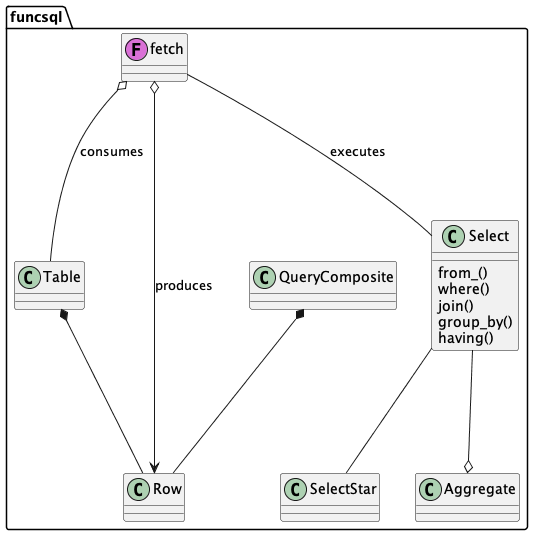 funcsql
F fetch
consumes
executes
C Select
from_()
where()
join()
group_by()
having()
C Table
C QueryComposite
produces
C Row
C SelectStar
C Aggregate